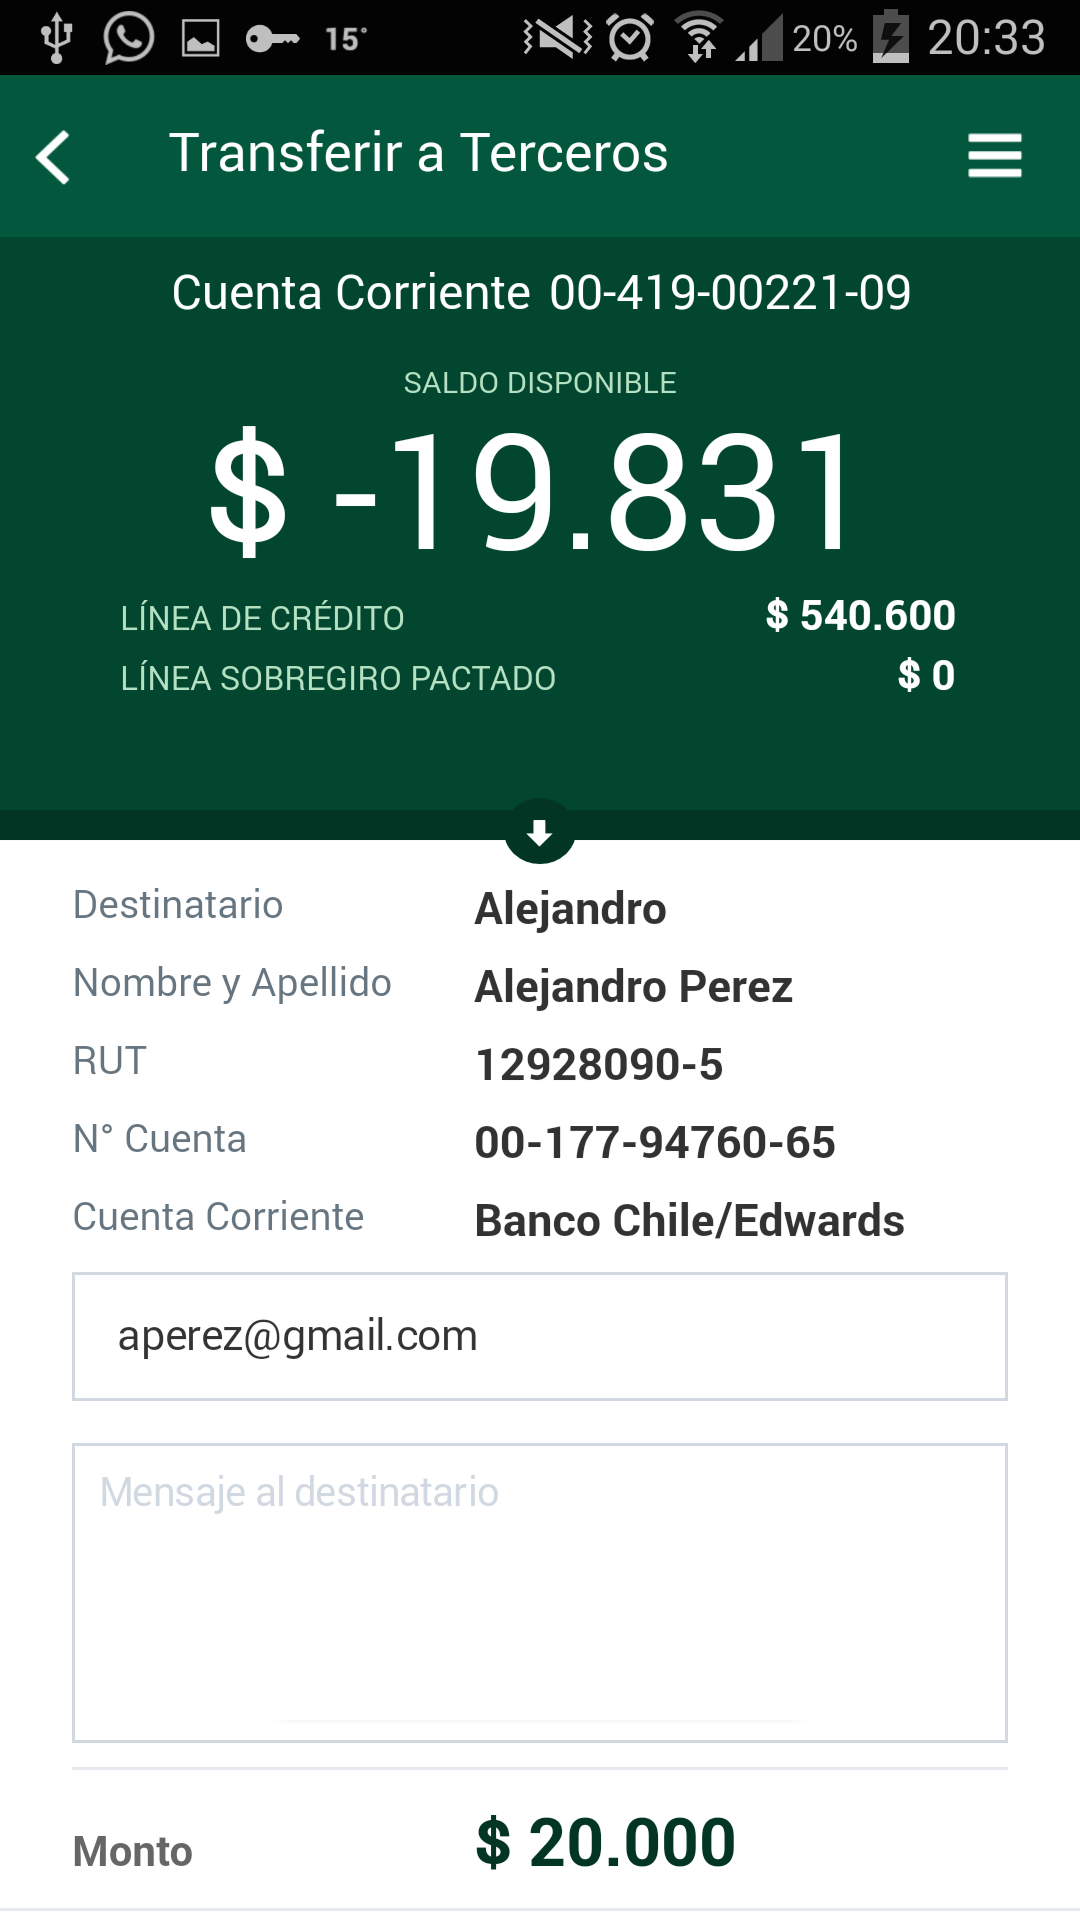 15°
20%
20:33
Transferir a Terceros
Cuenta Corriente 00-419-00221-09
SALDO DISPONIBLE
$ -19.831
LÍNEA DE CRÉDITO $ 540.600
LÍNEA SOBREGIRO PACTADO $ 0
Destinatario Alejandro
Nombre y Apellido Alejandro Perez
RUT 12928090-5
N° Cuenta 00-177-94760-65
Cuenta Corriente Banco Chile/Edwards
aperez@gmail.com
Mensaje al destinatario
Monto $ 20.000